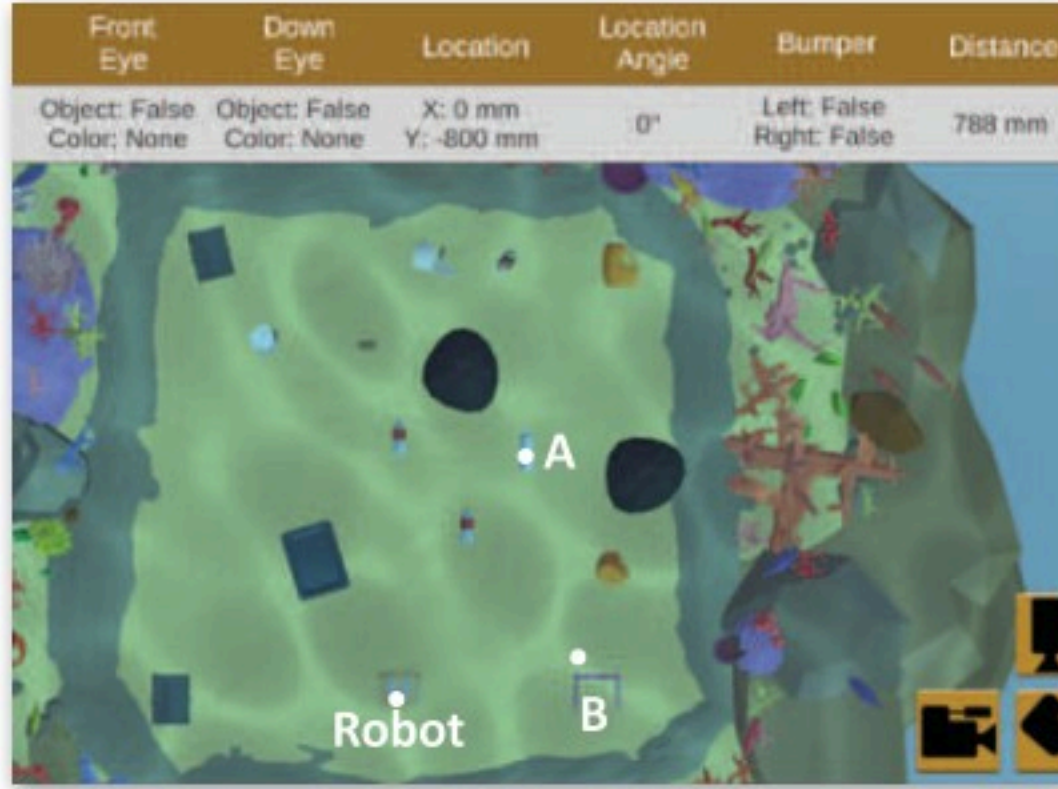 Front
Eye
Down
Eye
Location
Location
Angle
Bumper
Distance
Object: False
Color: None
Object: False
Color: None
X: 0 mm
Y: -800 mm
0°
Left: False
Right: False
788 mm
A
B
Robot